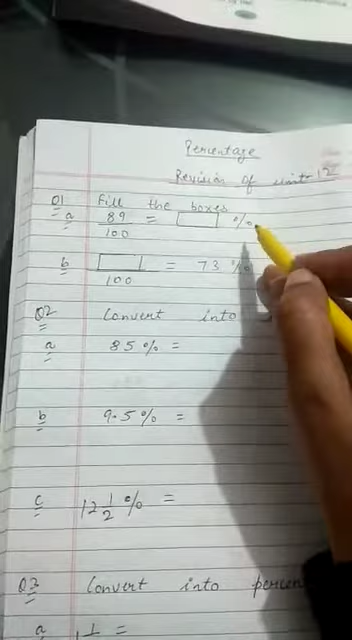 Percentage
Revision of unit 12
Q1 Fill the boxes
a 89/100 = %
b /100 = 73 %
Q2 Convert into
a 85% =
b 9.5% =
c 12 1/2 % =
Q3 Convert into percen
a